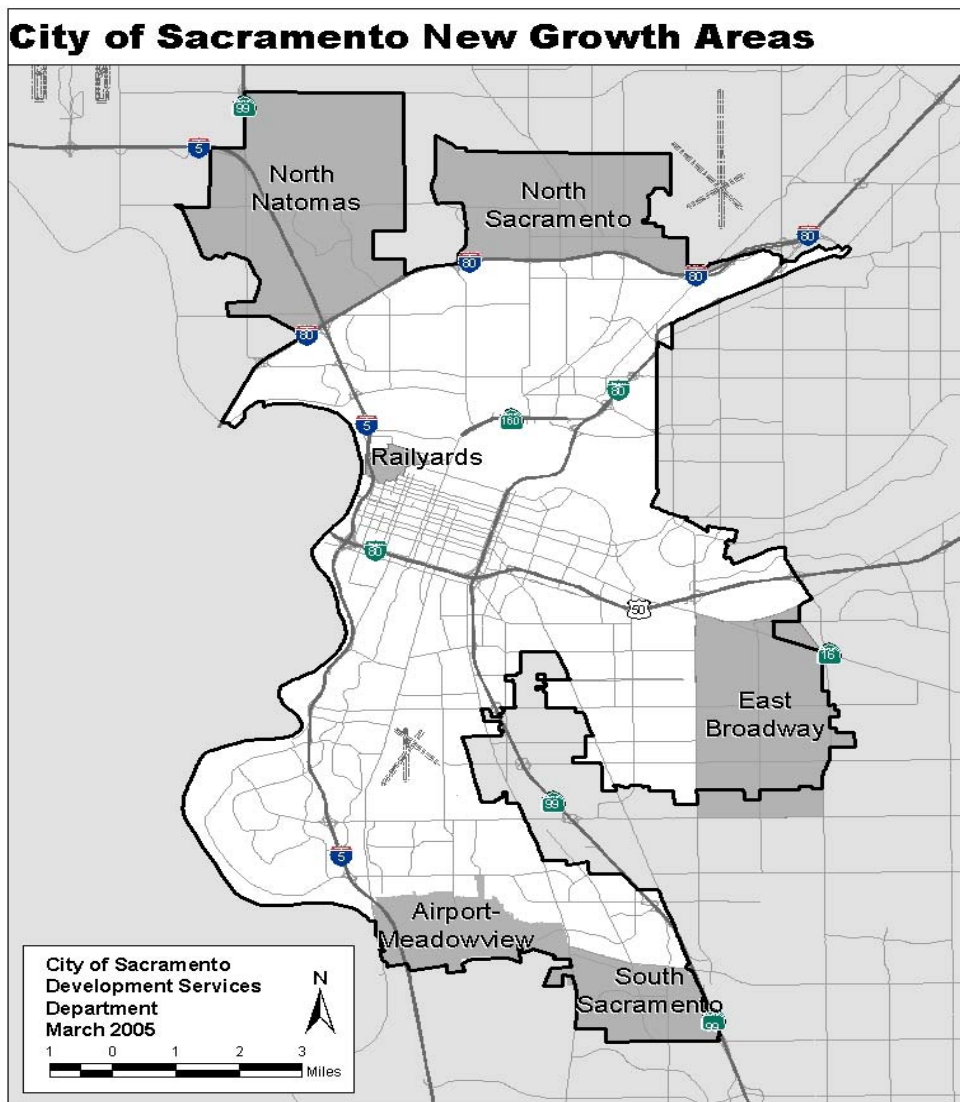 City of Sacramento New Growth Areas
99
5
North
Natomas
North
Sacramento
80
80
80
80
80
5
160
Railyards
80
50
16
East
Broadway
99
5
Airport-
Meadowview
South
Sacramento
99
City of Sacramento
Development Services
Department
March 2005
N
1 0 1 2 3
Miles